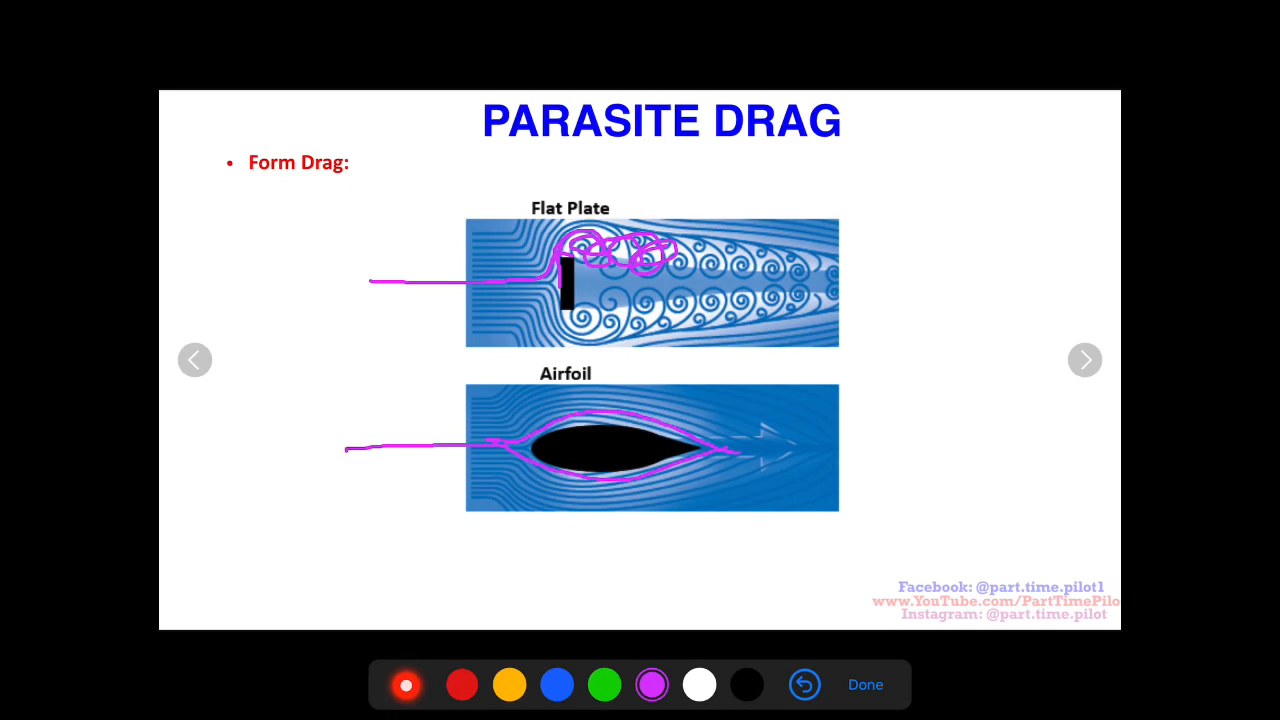 PARASITE DRAG
• Form Drag:
Flat Plate
Airfoil
Facebook: @part.time.pilot1
www.YouTube.com/PartTimePilo
Instagram: @part.time.pilot
Done